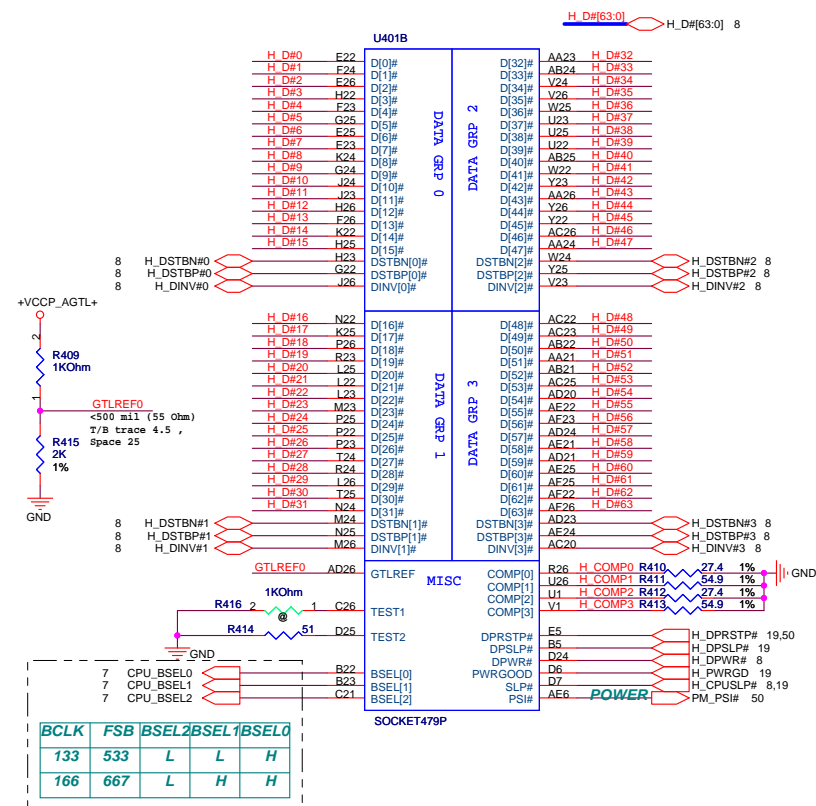 H_D#[63:0]
H_D#[63:0] 8
U401B
H_D#0 E22 D[0]# D[32]# AA23 H_D#32
H_D#1 F24 D[1]# D[33]# AB24 H_D#33
H_D#2 E26 D[2]# D[34]# V24 H_D#34
H_D#3 H22 D[3]# D[35]# V26 H_D#35
H_D#4 F23 D[4]# D[36]# W25 H_D#36
H_D#5 G25 D[5]# D[37]# U23 H_D#37
H_D#6 E25 D[6]# D[38]# U25 H_D#38
H_D#7 E23 D[7]# D[39]# U22 H_D#39
H_D#8 K24 D[8]# D[40]# AB25 H_D#40
H_D#9 G24 D[9]# D[41]# W22 H_D#41
H_D#10 J24 D[10]# D[42]# Y23 H_D#42
H_D#11 J23 D[11]# D[43]# AA26 H_D#43
H_D#12 H26 D[12]# D[44]# Y26 H_D#44
H_D#13 F26 D[13]# D[45]# Y22 H_D#45
H_D#14 K22 D[14]# D[46]# AC26 H_D#46
H_D#15 H25 D[15]# D[47]# AA24 H_D#47
DATA GRP 0
DATA GRP 2
8 H_DSTBN#0 H23 DSTBN[0]# DSTBN[2]# W24 H_DSTBN#2 8
8 H_DSTBP#0 G22 DSTBP[0]# DSTBP[2]# Y25 H_DSTBP#2 8
8 H_DINV#0 J26 DINV[0]# DINV[2]# V23 H_DINV#2 8
H_D#16 N22 D[16]# D[48]# AC22 H_D#48
H_D#17 K25 D[17]# D[49]# AC23 H_D#49
H_D#18 P26 D[18]# D[50]# AB22 H_D#50
H_D#19 R23 D[19]# D[51]# AA21 H_D#51
H_D#20 L25 D[20]# D[52]# AB21 H_D#52
H_D#21 L22 D[21]# D[53]# AC25 H_D#53
H_D#22 L23 D[22]# D[54]# AD20 H_D#54
H_D#23 M23 D[23]# D[55]# AE22 H_D#55
H_D#24 P25 D[24]# D[56]# AF23 H_D#56
H_D#25 P22 D[25]# D[57]# AD24 H_D#57
H_D#26 P23 D[26]# D[58]# AE21 H_D#58
H_D#27 T24 D[27]# D[59]# AD21 H_D#59
H_D#28 R24 D[28]# D[60]# AE25 H_D#60
H_D#29 L26 D[29]# D[61]# AF25 H_D#61
H_D#30 T25 D[30]# D[62]# AF22 H_D#62
H_D#31 N24 D[31]# D[63]# AF26 H_D#63
DATA GRP 1
DATA GRP 3
8 H_DSTBN#1 M24 DSTBN[1]# DSTBN[3]# AD23 H_DSTBN#3 8
8 H_DSTBP#1 N25 DSTBP[1]# DSTBP[3]# AE24 H_DSTBP#3 8
8 H_DINV#1 M26 DINV[1]# DINV[3]# AC20 H_DINV#3 8
+VCCP_AGTL+
2
R409
1KOhm
1
GTLREF0
<500 mil (55 Ohm)
T/B trace 4.5 ,
Space 25
R415
2K
1%
GND
GTLREF0 AD26 GTLREF
MISC
COMP[0] R26 H_COMP0 R410 27.4 1%
COMP[1] U26 H_COMP1 R411 54.9 1%
COMP[2] U1 H_COMP2 R412 27.4 1%
COMP[3] V1 H_COMP3 R413 54.9 1%
GND
1KOhm
R416 2 1 C26 TEST1
@
R414 51 D25 TEST2
GND
DPRSTP# E5 H_DPRSTP# 19,50
DPSLP# B5 H_DPSLP# 19
DPWR# D24 H_DPWR# 8
PWRGOOD D6 H_PWRGD 19
SLP# D7 H_CPUSLP# 8,19
PSI# AE6 POWER PM_PSI# 50
7 CPU_BSEL0 B22 BSEL[0]
7 CPU_BSEL1 B23 BSEL[1]
7 CPU_BSEL2 C21 BSEL[2]
SOCKET479P
BCLK FSB BSEL2 BSEL1 BSEL0
133 533 L L H
166 667 L H H